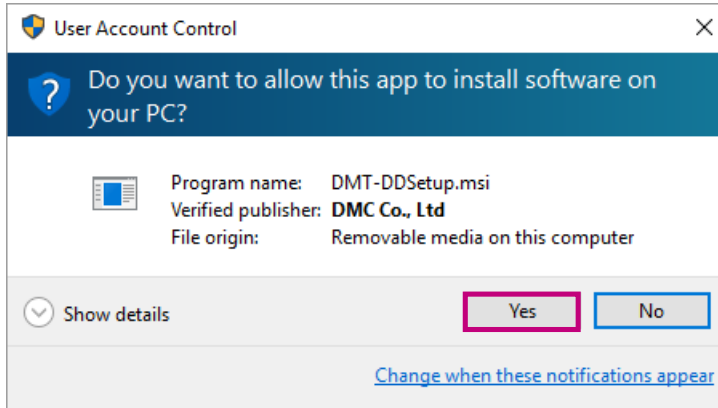 User Account Control
Do you want to allow this app to install software on
your PC?
Program name: DMT-DDSetup.msi
Verified publisher: DMC Co., Ltd
File origin: Removable media on this computer
Show details
Yes
No
Change when these notifications appear